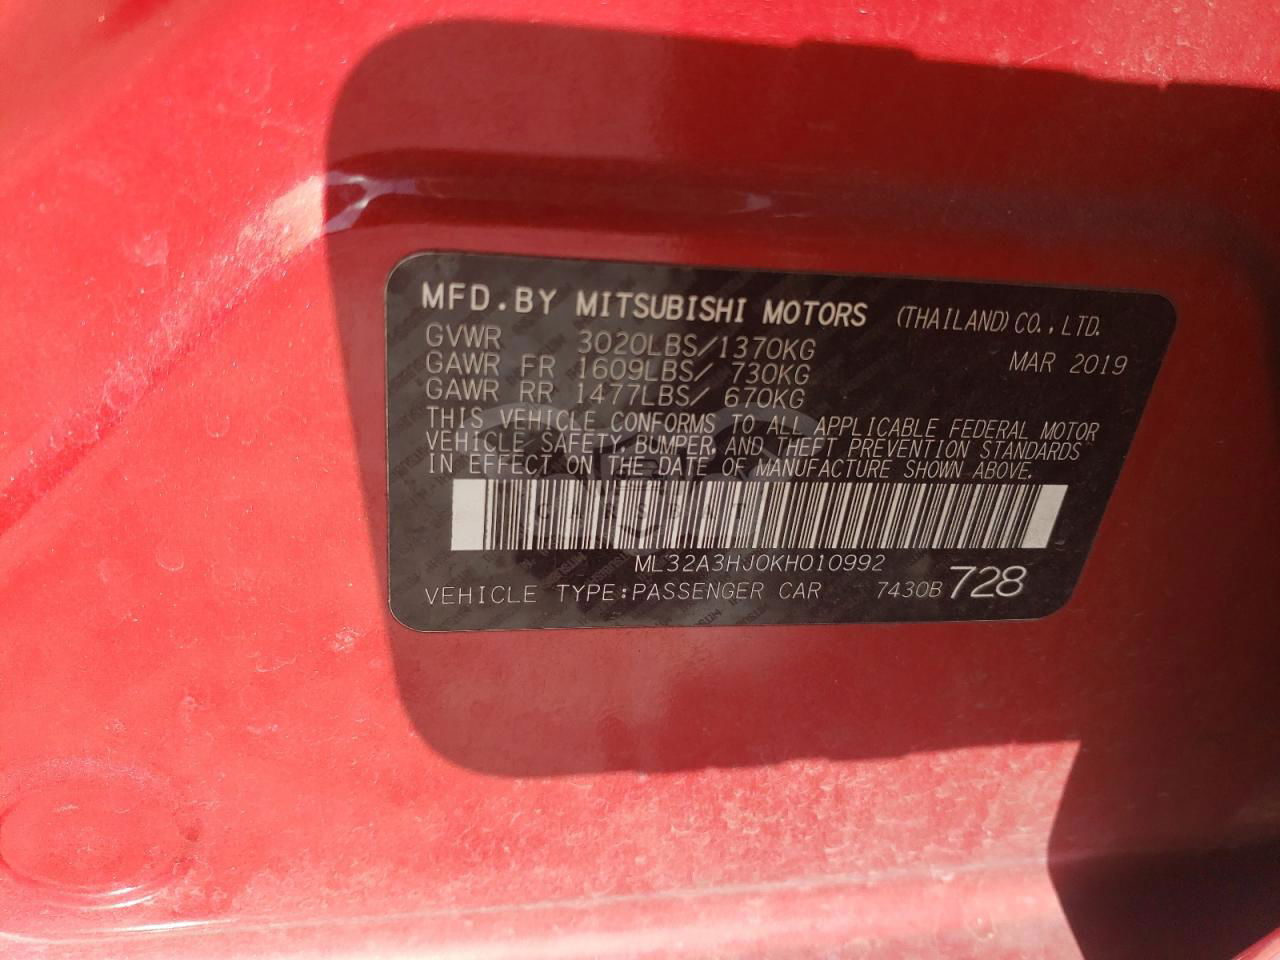 MFD.BY MITSUBISHI MOTORS (THAILAND) CO.,LTD.
GVWR 3020LBS/1370KG MAR 2019
GAWR FR 1609LBS/ 730KG
GAWR RR 1477LBS/ 670KG
THIS VEHICLE CONFORMS TO ALL APPLICABLE FEDERAL MOTOR
VEHICLE SAFETY, BUMPER, AND THEFT PREVENTION STANDARDS
IN EFFECT ON THE DATE OF MANUFACTURE SHOWN ABOVE.
ML32A3HJ0KH010992
VEHICLE TYPE:PASSENGER CAR 7430B 728